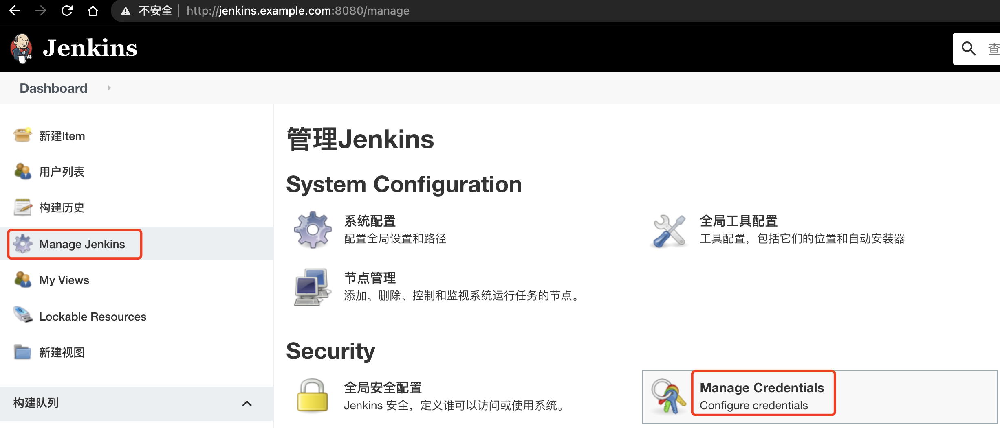 不安全 http://jenkins.example.com:8080/manage
Jenkins
查
Dashboard
新建Item
用户列表
构建历史
Manage Jenkins
My Views
Lockable Resources
新建视图
构建队列
管理Jenkins
System Configuration
系统配置
配置全局设置和路径
全局工具配置
工具配置，包括它们的位置和自动安装器
节点管理
添加、删除、控制和监视系统运行任务的节点。
Security
全局安全配置
Jenkins 安全，定义谁可以访问或使用系统。
Manage Credentials
Configure credentials